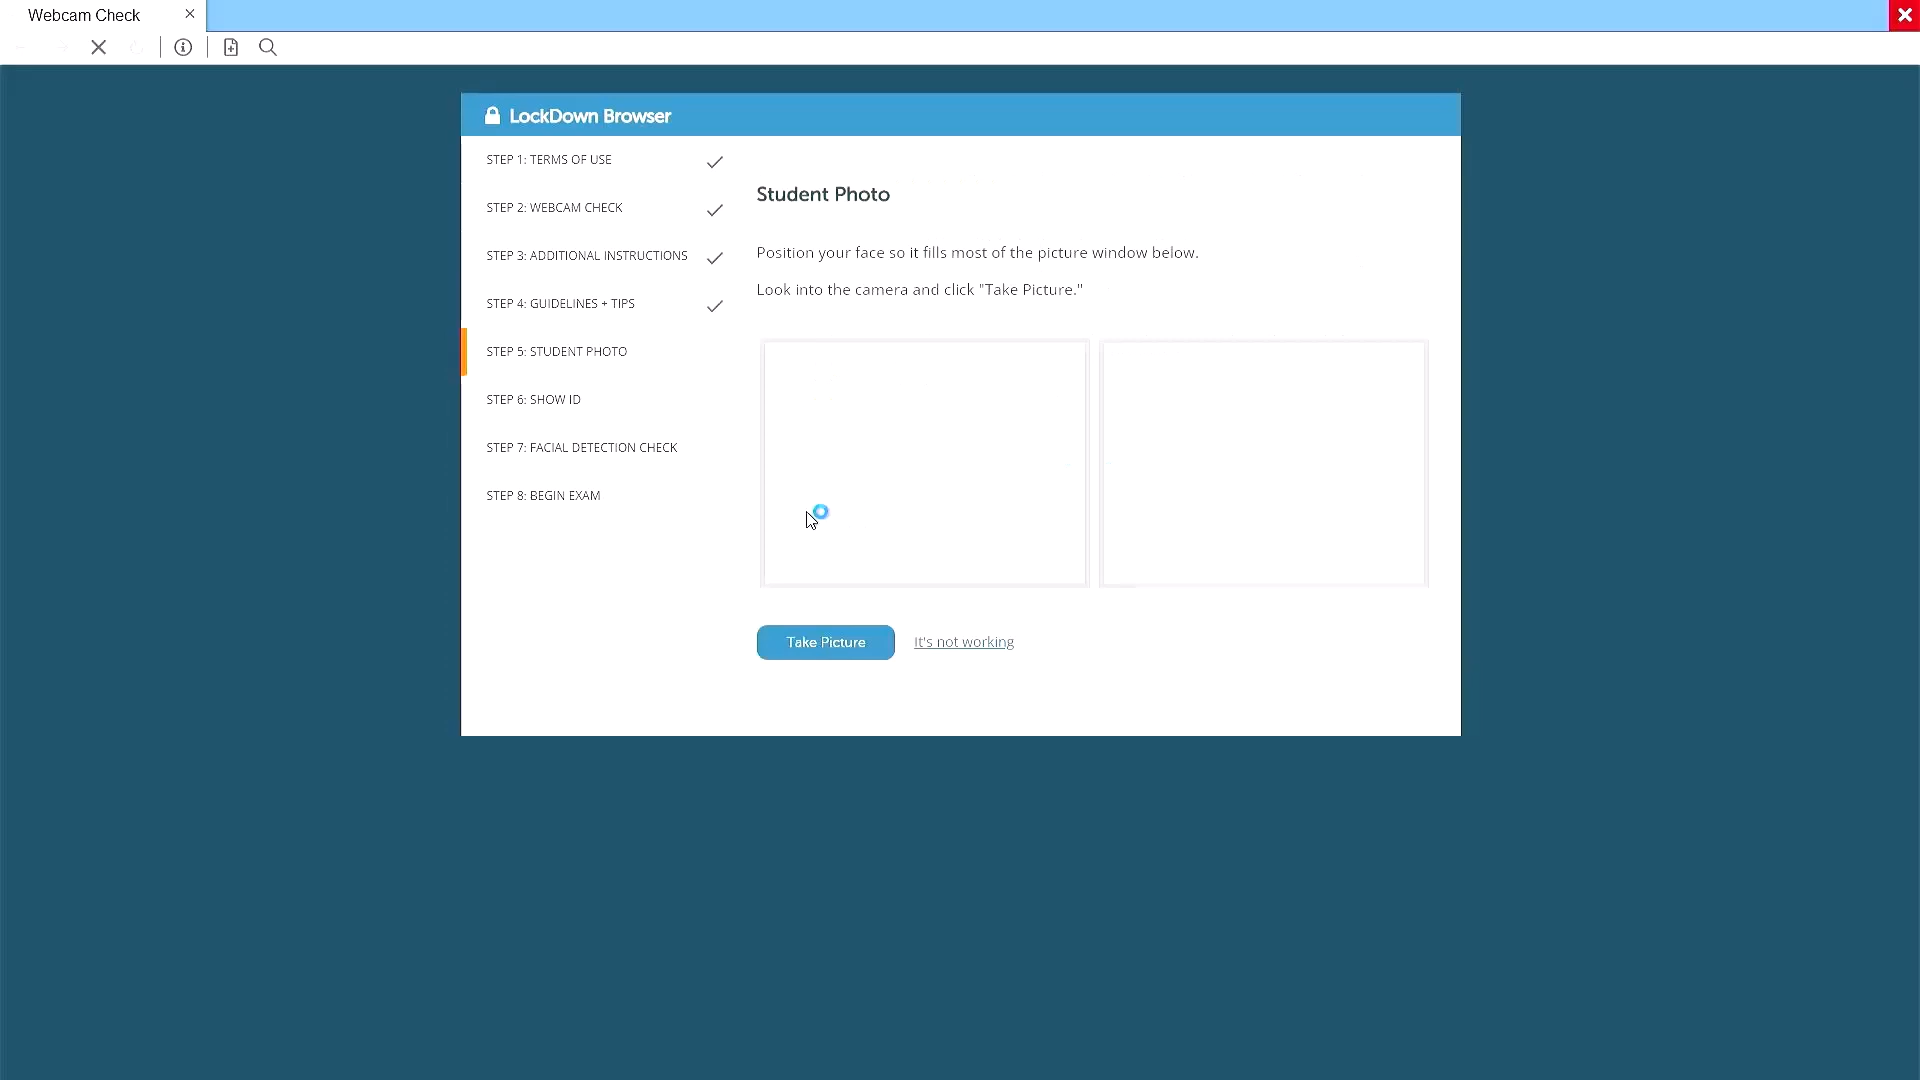 Webcam Check
LockDown Browser
STEP 1: TERMS OF USE
STEP 2: WEBCAM CHECK
STEP 3: ADDITIONAL INSTRUCTIONS
STEP 4: GUIDELINES + TIPS
STEP 5: STUDENT PHOTO
STEP 6: SHOW ID
STEP 7: FACIAL DETECTION CHECK
STEP 8: BEGIN EXAM
Student Photo
Position your face so it fills most of the picture window below.
Look into the camera and click "Take Picture."
Take Picture
It's not working